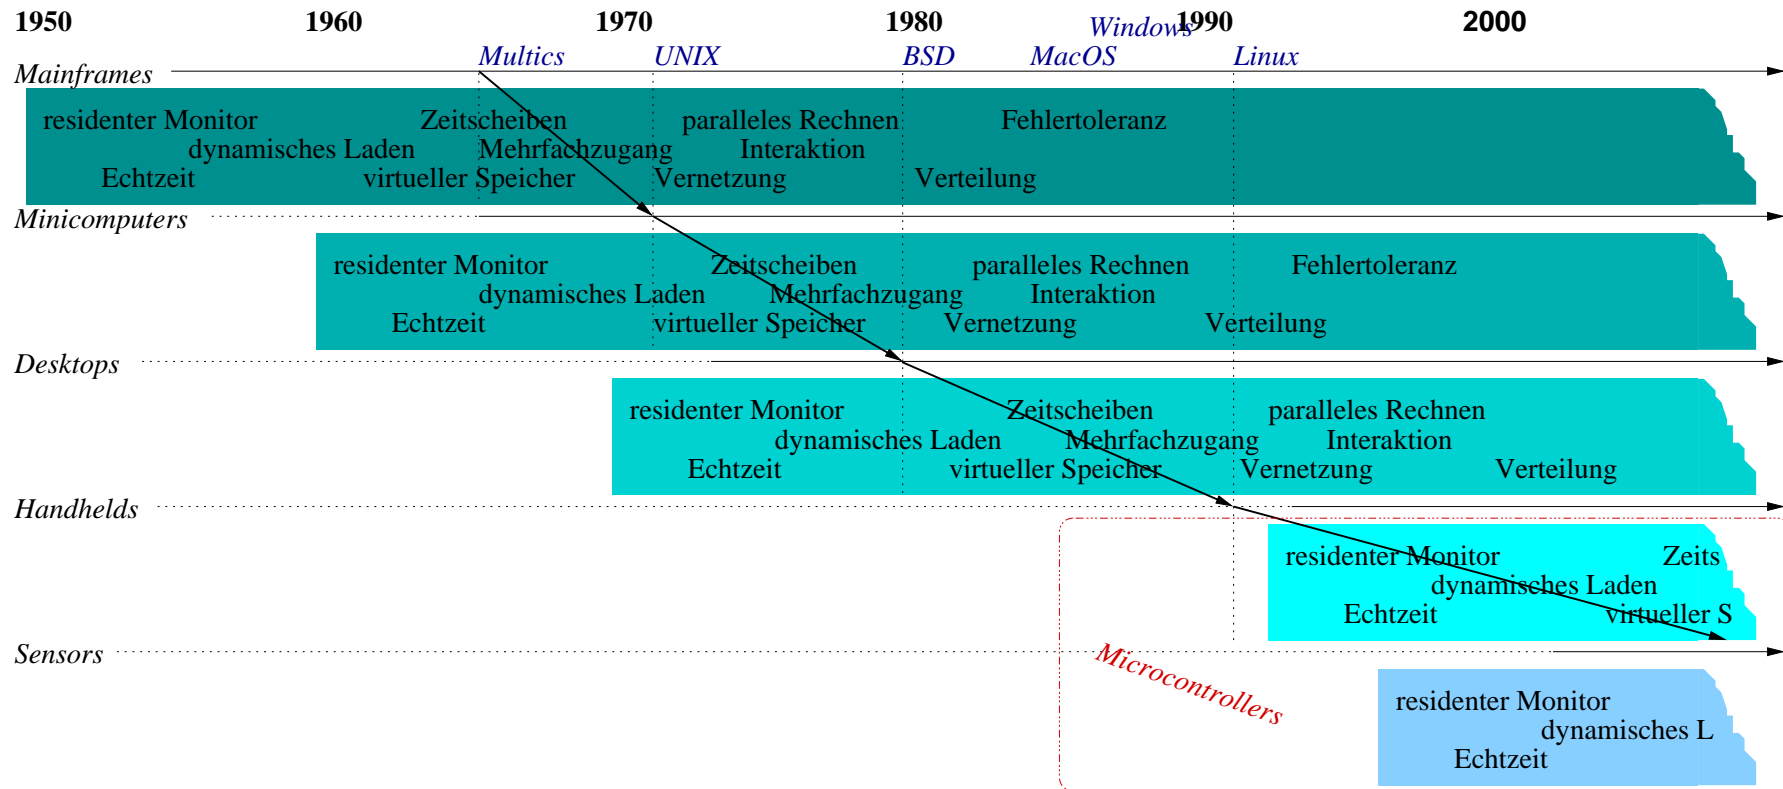 1950 1960 1970 1980 1990 2000
Windows
Multics UNIX BSD MacOS Linux
Mainframes
residenter Monitor Zeitscheiben paralleles Rechnen Fehlertoleranz
dynamisches Laden Mehrfachzugang Interaktion
Echtzeit virtueller Speicher Vernetzung Verteilung
Minicomputers
residenter Monitor Zeitscheiben paralleles Rechnen Fehlertoleranz
dynamisches Laden Mehrfachzugang Interaktion
Echtzeit virtueller Speicher Vernetzung Verteilung
Desktops
residenter Monitor Zeitscheiben paralleles Rechnen
dynamisches Laden Mehrfachzugang Interaktion
Echtzeit virtueller Speicher Vernetzung Verteilung
Handhelds
residenter Monitor Zeits
dynamisches Laden
Echtzeit virtueller S
Sensors
Microcontrollers
residenter Monitor
dynamisches L
Echtzeit